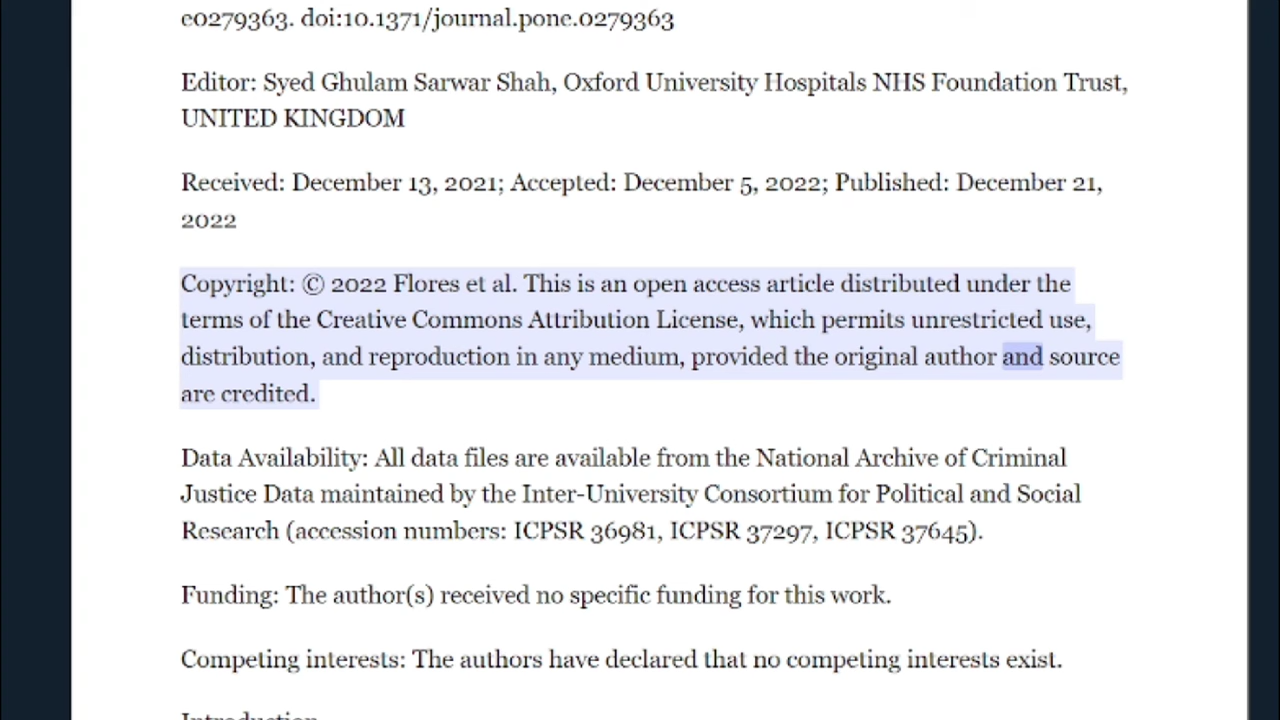 e0279363. doi:10.1371/journal.pone.0279363
Editor: Syed Ghulam Sarwar Shah, Oxford University Hospitals NHS Foundation Trust,
UNITED KINGDOM
Received: December 13, 2021; Accepted: December 5, 2022; Published: December 21,
2022
Copyright: © 2022 Flores et al. This is an open access article distributed under the
terms of the Creative Commons Attribution License, which permits unrestricted use,
distribution, and reproduction in any medium, provided the original author and source
are credited.
Data Availability: All data files are available from the National Archive of Criminal
Justice Data maintained by the Inter-University Consortium for Political and Social
Research (accession numbers: ICPSR 36981, ICPSR 37297, ICPSR 37645).
Funding: The author(s) received no specific funding for this work.
Competing interests: The authors have declared that no competing interests exist.
Introduction